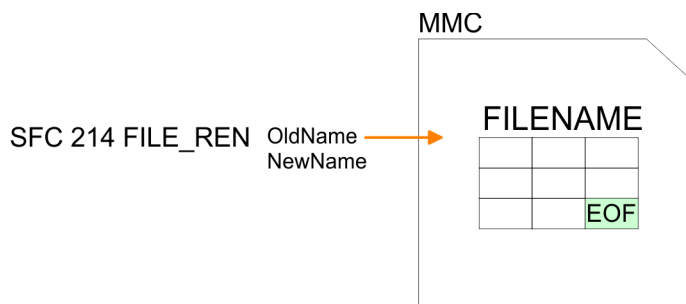 MMC
FILENAME
SFC 214 FILE_REN OldName
NewName
EOF